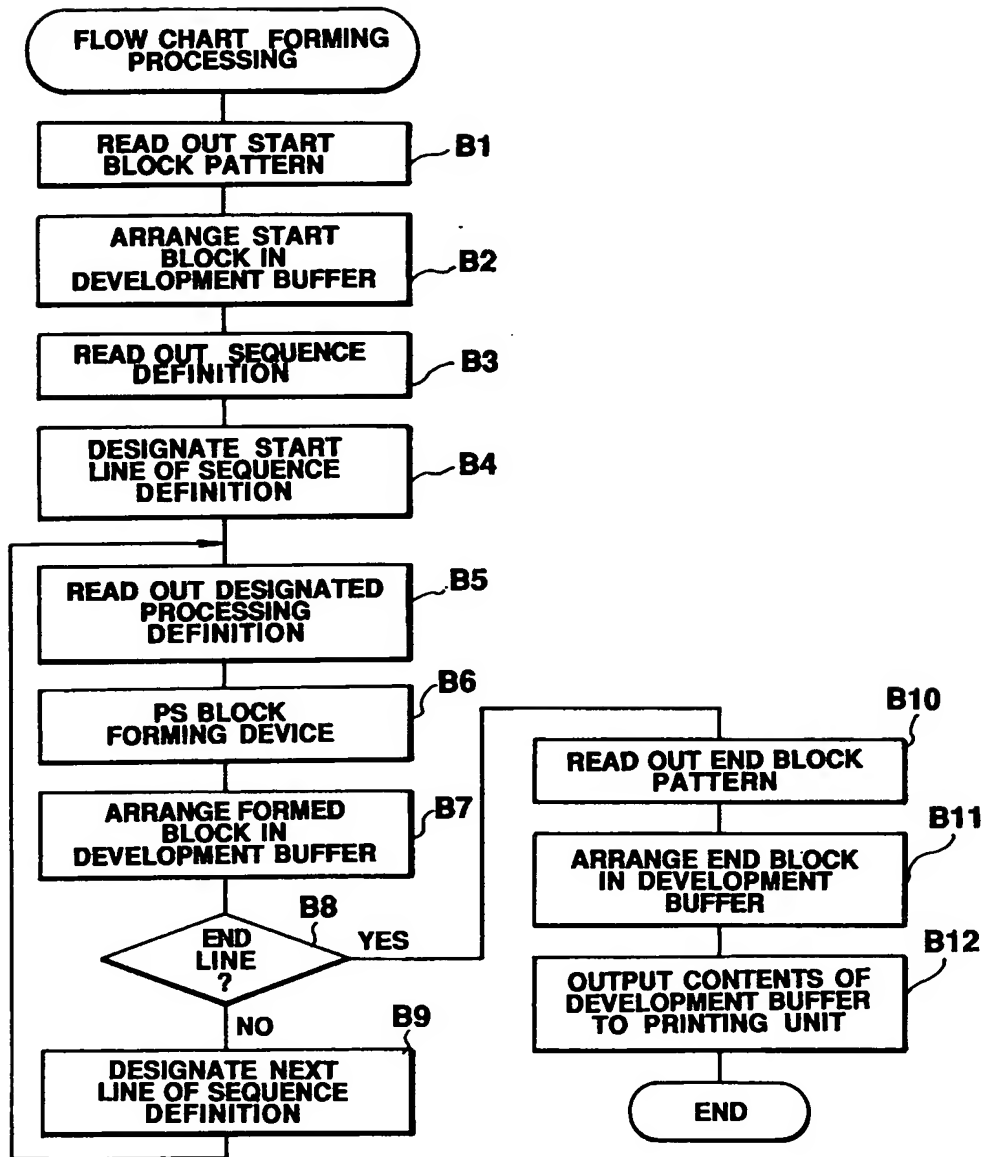 FLOW CHART FORMING
PROCESSING
READ OUT START
BLOCK PATTERN
B1
ARRANGE START
BLOCK IN
DEVELOPMENT BUFFER
B2
READ OUT SEQUENCE
DEFINITION
B3
DESIGNATE START
LINE OF SEQUENCE
DEFINITION
B4
READ OUT DESIGNATED
PROCESSING
DEFINITION
B5
PS BLOCK
FORMING DEVICE
B6
ARRANGE FORMED
BLOCK IN
DEVELOPMENT BUFFER
B7
END
LINE
?
B8
YES
NO
DESIGNATE NEXT
LINE OF SEQUENCE
DEFINITION
B9
READ OUT END BLOCK
PATTERN
B10
ARRANGE END BLOCK
IN DEVELOPMENT
BUFFER
B11
OUTPUT CONTENTS OF
DEVELOPMENT BUFFER
TO PRINTING UNIT
B12
END